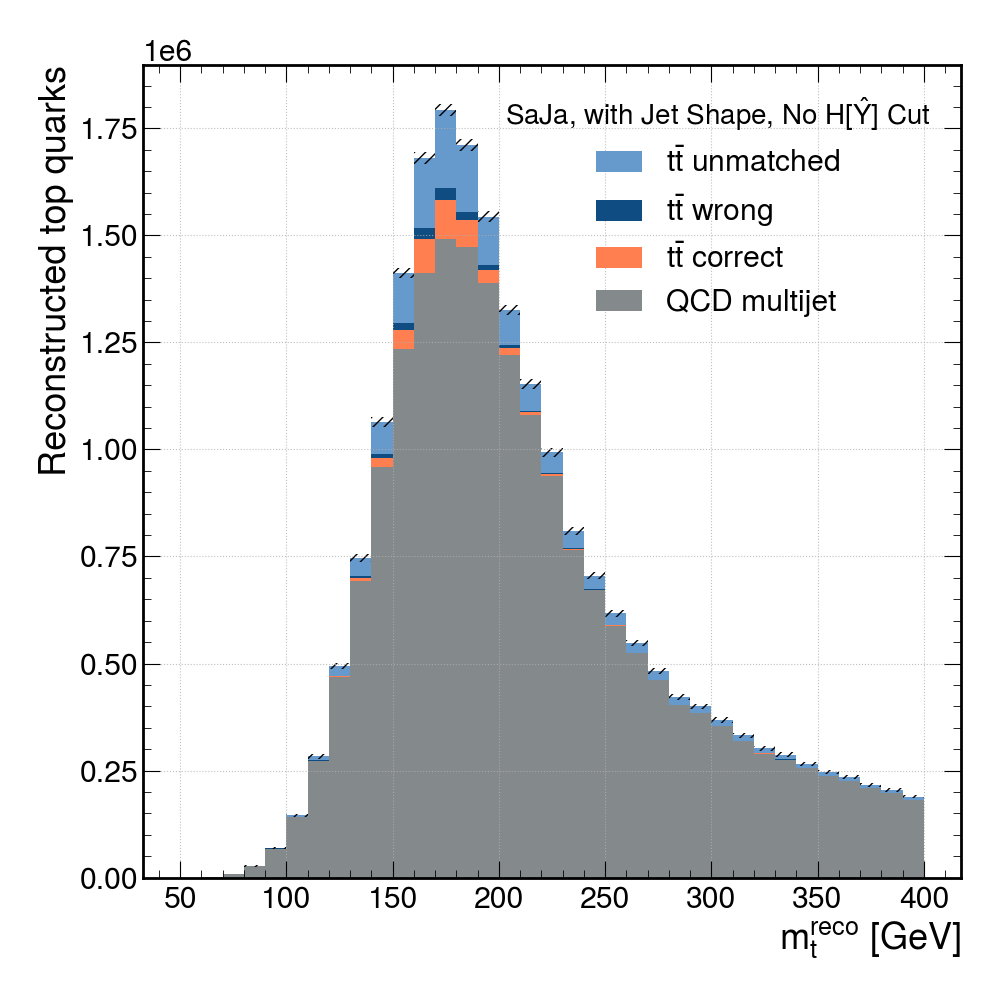 1e6
Reconstructed top quarks
1.75
1.50
1.25
1.00
0.75
0.50
0.25
0.00
SaJa, with Jet Shape, No H[Ŷ] Cut
tt̄ unmatched
tt̄ wrong
tt̄ correct
QCD multijet
50 100 150 200 250 300 350 400
m_t^reco [GeV]